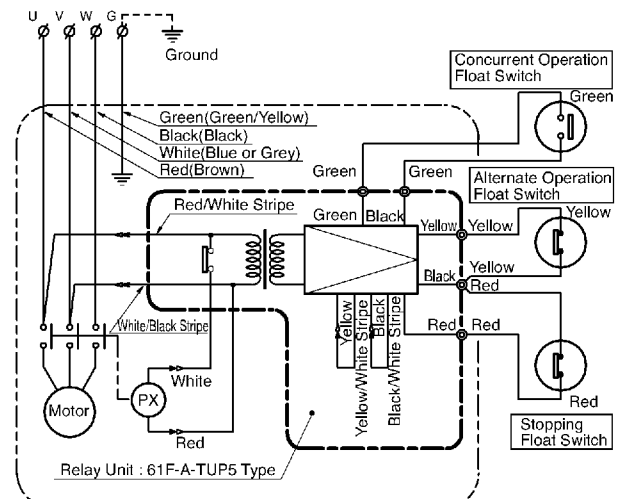 U V W G
Ground
Concurrent Operation
Float Switch
Green
Green(Green/Yellow)
Black(Black)
White(Blue or Grey)
Red(Brown)
Green Green
Alternate Operation
Float Switch
Yellow
Red/White Stripe
Green Black
Yellow Yellow
Yellow
Black Red
White/Black Stripe
Yellow
Yellow/White Stripe
Black
Black/White Stripe
Red Red
White
PX
Motor
Red
Red
Stopping
Float Switch
Relay Unit : 61F-A-TUP5 Type